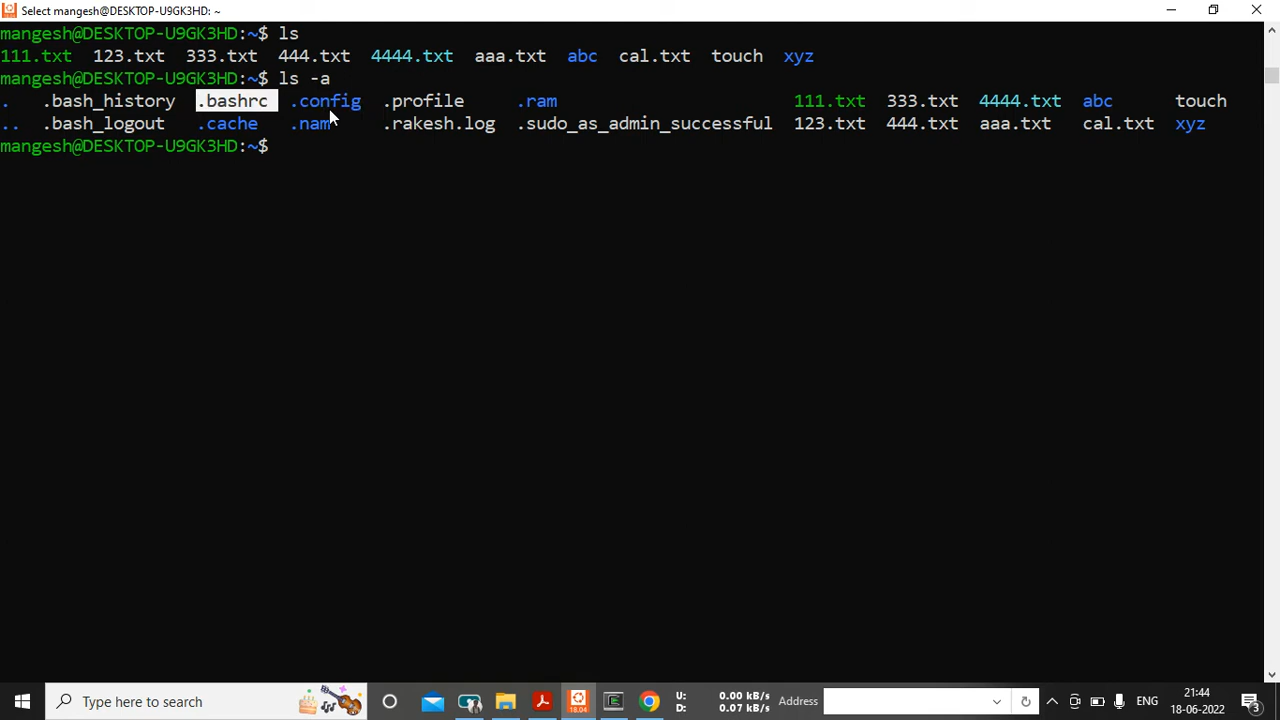 Select mangesh@DESKTOP-U9GK3HD: ~
mangesh@DESKTOP-U9GK3HD:~$ ls
111.txt 123.txt 333.txt 444.txt 4444.txt aaa.txt abc cal.txt touch xyz
mangesh@DESKTOP-U9GK3HD:~$ ls -a
. .bash_history .bashrc .config .profile .ram 111.txt 333.txt 4444.txt abc touch
.. .bash_logout .cache .nam .rakesh.log .sudo_as_admin_successful 123.txt 444.txt aaa.txt cal.txt xyz
mangesh@DESKTOP-U9GK3HD:~$
Type here to search
18.04
U: 0.00 kB/s
D: 0.07 kB/s
Address
ENG
21:44
18-06-2022
3